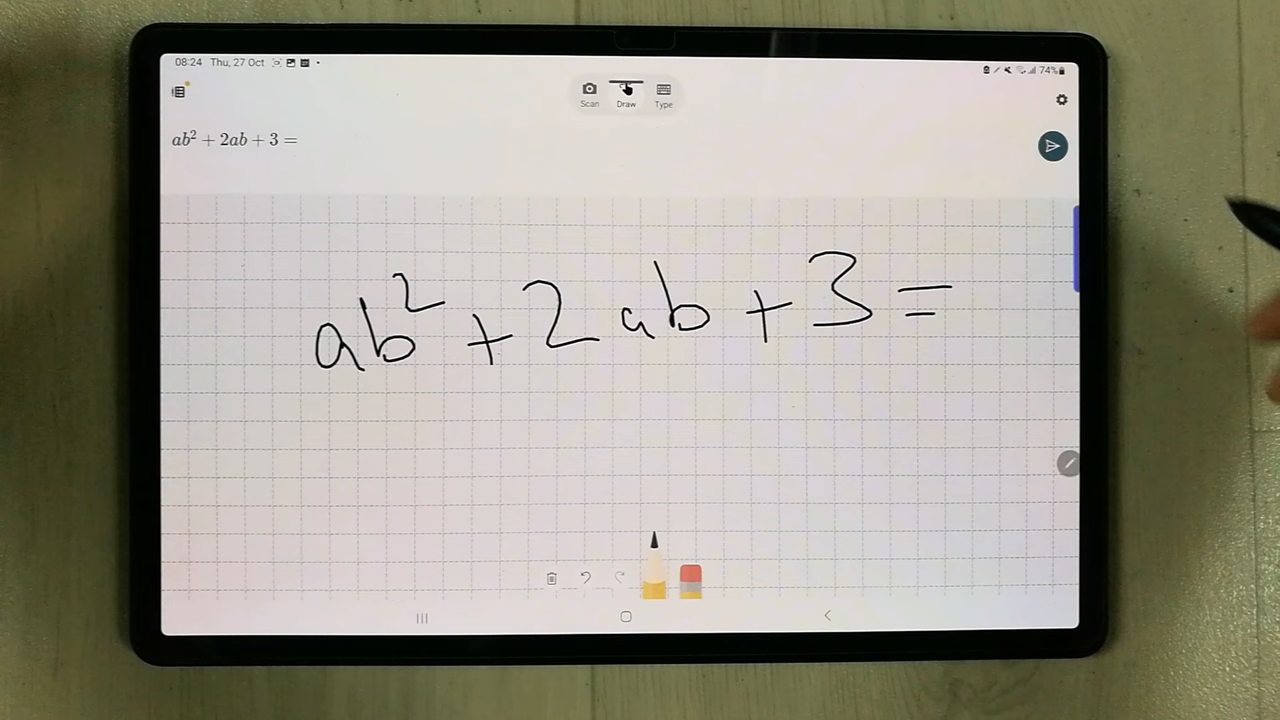 08:24 Thu, 27 Oct
74%
Scan Draw Type
ab² + 2ab + 3 =
ab² + 2ab + 3 =